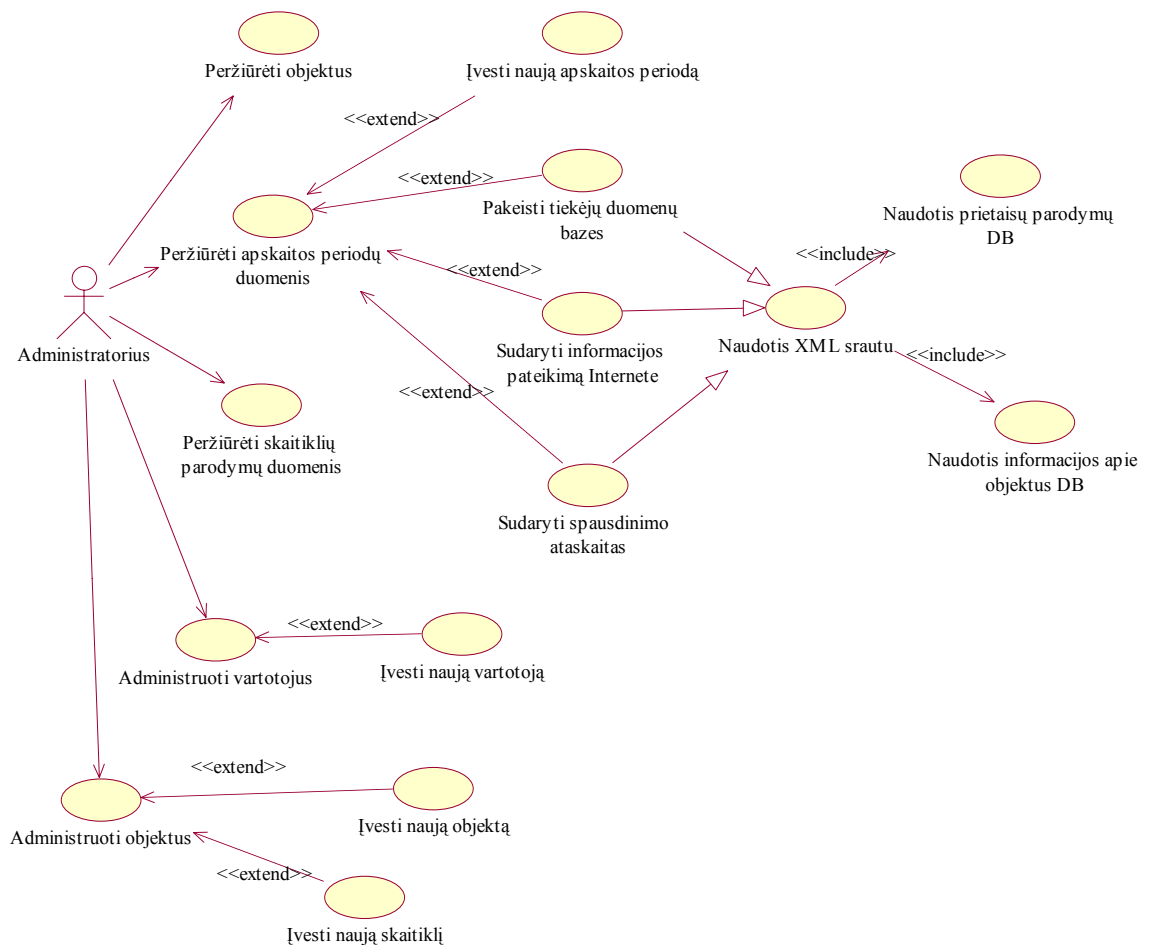 Peržiūrėti objektus
Įvesti naują apskaitos periodą
<<extend>>
<<extend>>
Pakeisti tiekėjų duomenų
bazes
Naudotis prietaisų parodymų
DB
Peržiūrėti apskaitos periodų
duomenis
<<extend>>
<<include>>
Administratorius
Sudaryti informacijos
pateikimą Internete
Naudotis XML srautu
<<include>>
<<extend>>
Peržiūrėti skaitiklių
parodymų duomenis
Naudotis informacijos apie
objektus DB
Sudaryti spausdinimo
ataskaitas
<<extend>>
Administruoti vartotojus
Įvesti naują vartotoją
<<extend>>
Administruoti objektus
Įvesti naują objektą
<<extend>>
Įvesti naują skaitiklį